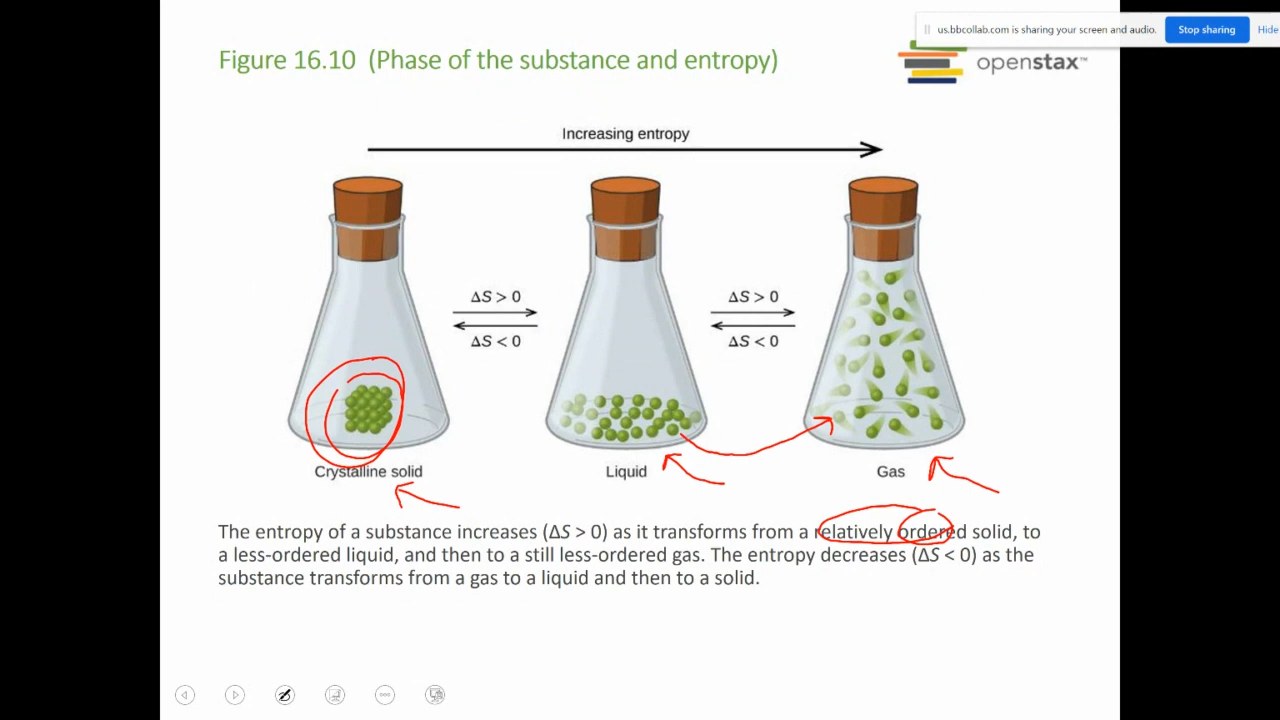 us.bbcollab.com is sharing your screen and audio.
Stop sharing
Hide
Figure 16.10 (Phase of the substance and entropy)
openstax™
Increasing entropy
ΔS > 0
ΔS < 0
ΔS > 0
ΔS < 0
Crystalline solid
Liquid
Gas
The entropy of a substance increases (ΔS > 0) as it transforms from a relatively ordered solid, to
a less-ordered liquid, and then to a still less-ordered gas. The entropy decreases (ΔS < 0) as the
substance transforms from a gas to a liquid and then to a solid.